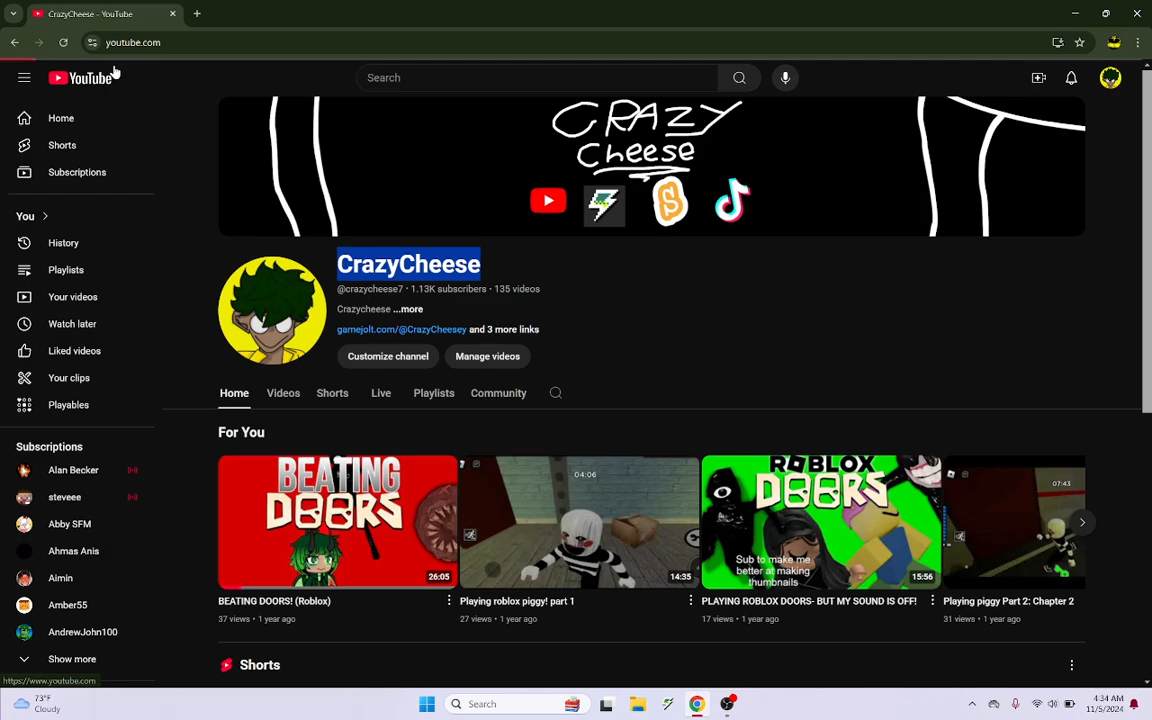 CrazyCheese - YouTube
youtube.com
YouTube
Search
CRAZY
Cheese
Home
Shorts
Subscriptions
You
History
Playlists
Your videos
Watch later
Liked videos
Your clips
Playables
Subscriptions
Alan Becker
steveee
Abby SFM
Ahmas Anis
Aimin
Amber55
AndrewJohn100
Show more
https://www.youtube.com
CrazyCheese
@crazycheese7 · 1.13K subscribers · 135 videos
Crazycheese ...more
gamejolt.com/@CrazyCheesey and 3 more links
Customize channel
Manage videos
Home
Videos
Shorts
Live
Playlists
Community
For You
BEATING
DOORS
26:05
BEATING DOORS! (Roblox)
37 views · 1 year ago
04:06
14:35
Playing roblox piggy! part 1
27 views · 1 year ago
ROBLOX
DOORS
Sub to make me
better at making
thumbnails
15:56
PLAYING ROBLOX DOORS- BUT MY SOUND IS OFF!
17 views · 1 year ago
07:43
Playing piggy Part 2: Chapter 2
31 views · 1 year ago
Shorts
73°F
Cloudy
Search
4:34 AM
11/5/2024